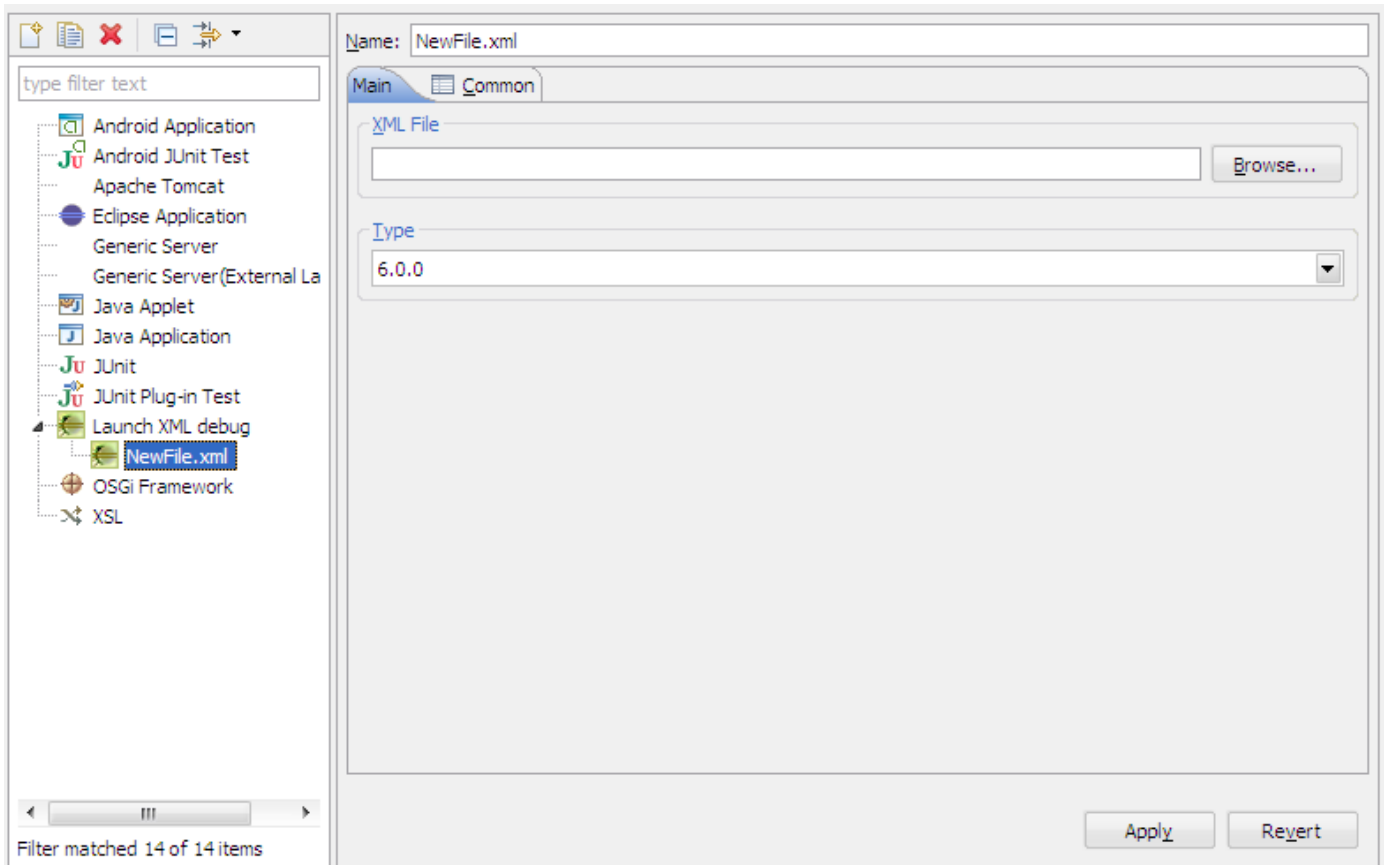 type filter text
Android Application
Android JUnit Test
Apache Tomcat
Eclipse Application
Generic Server
Generic Server(External La
Java Applet
Java Application
JUnit
JUnit Plug-in Test
Launch XML debug
NewFile.xml
OSGi Framework
XSL
Filter matched 14 of 14 items
Name: NewFile.xml
Main Common
XML File
Browse...
Type
6.0.0
Apply Revert